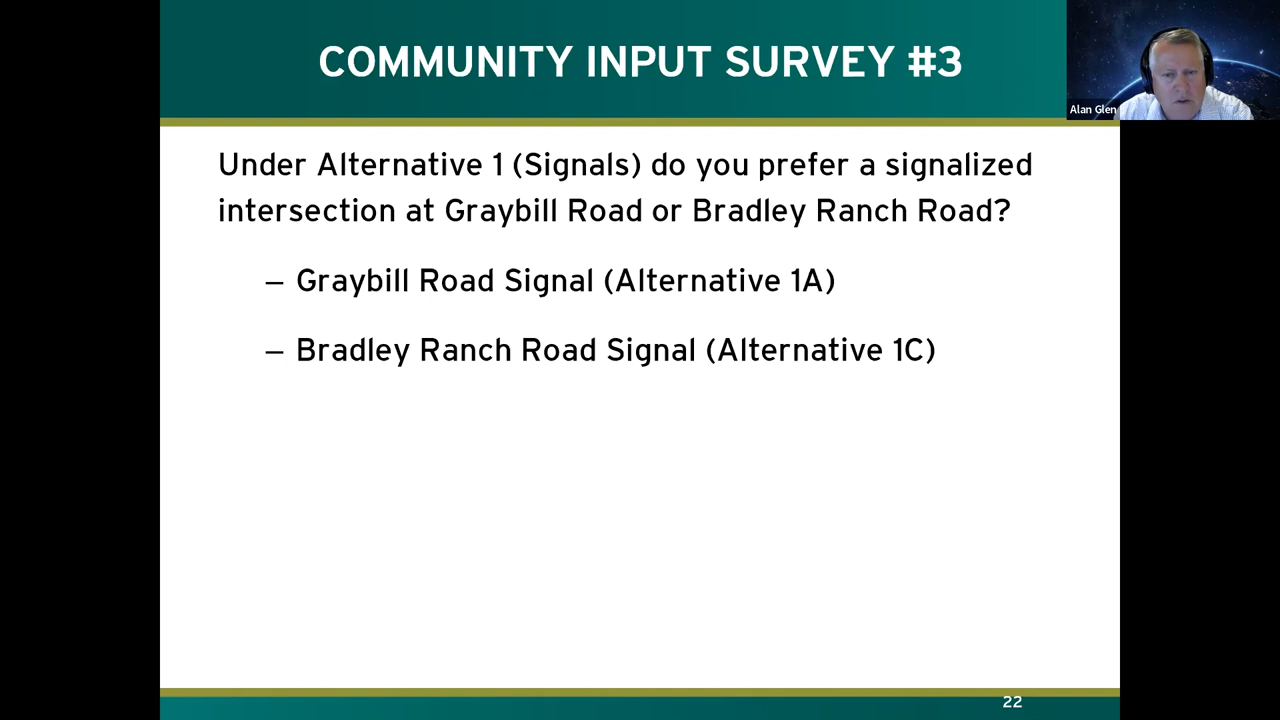 COMMUNITY INPUT SURVEY #3
Alan Glen
Under Alternative 1 (Signals) do you prefer a signalized
intersection at Graybill Road or Bradley Ranch Road?
– Graybill Road Signal (Alternative 1A)
– Bradley Ranch Road Signal (Alternative 1C)
22